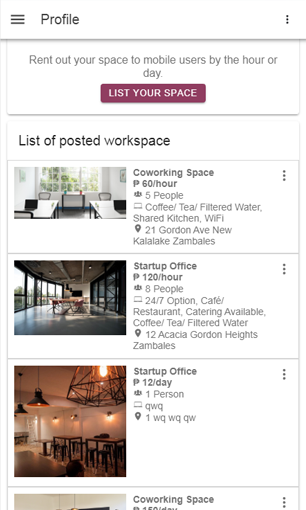 Profile
Rent out your space to mobile users by the hour or
day.
LIST YOUR SPACE
List of posted workspace
Coworking Space
₱ 60/hour
5 People
Coffee/ Tea/ Filtered Water,
Shared Kitchen, WiFi
21 Gordon Ave New
Kalalake Zambales
Startup Office
₱ 120/hour
8 People
24/7 Option, Café/
Restaurant, Catering Available,
Coffee/ Tea/ Filtered Water
12 Acacia Gordon Heights
Zambales
Startup Office
₱ 12/day
1 Person
qwq
1 wq wq qw
Coworking Space
₱ 150/day